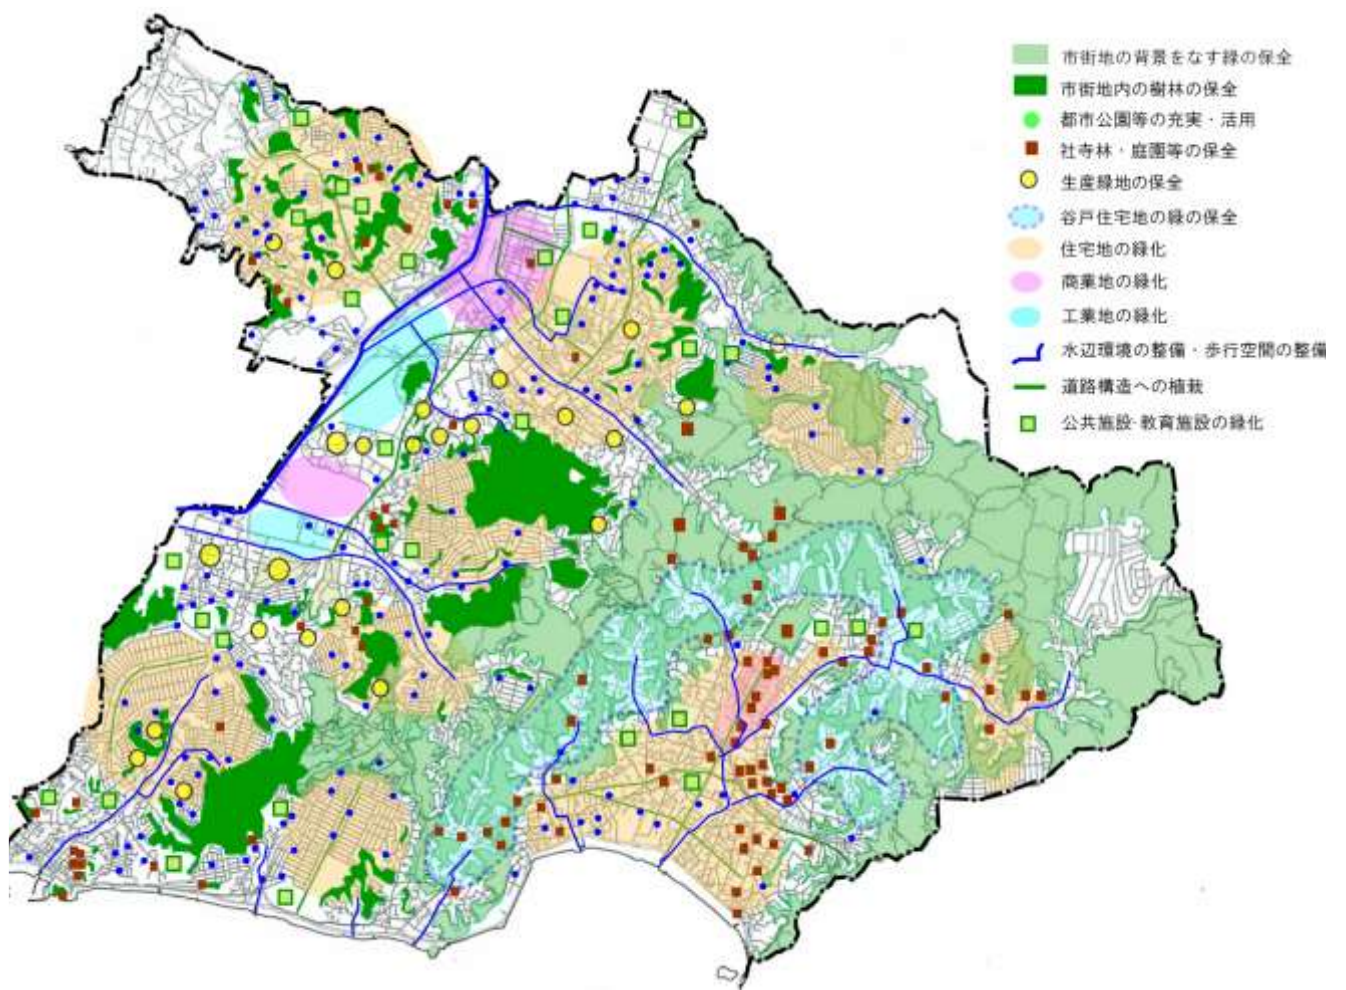 市街地の背景をなす緑の保全
市街地内の樹林の保全
都市公園等の充実・活用
社寺林・庭園等の保全
生産緑地の保全
谷戸住宅地の緑の保全
住宅地の緑化
商業地の緑化
工業地の緑化
水辺環境の整備・歩行空間の整備
道路構造への植栽
公共施設・教育施設の緑化